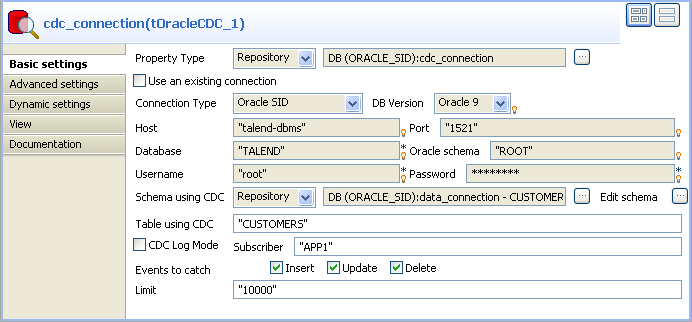 cdc_connection(tOracleCDC_1)
Basic settings
Advanced settings
Dynamic settings
View
Documentation
Property Type Repository DB (ORACLE_SID):cdc_connection ...
Use an existing connection
Connection Type Oracle SID DB Version Oracle 9
Host "talend-dbms" Port "1521"
Database "TALEND" * Oracle schema "ROOT"
Username "root" * Password ******** *
Schema using CDC Repository DB (ORACLE_SID):data_connection - CUSTOMER ... Edit schema ...
Table using CDC "CUSTOMERS"
CDC Log Mode Subscriber "APP1"
Events to catch Insert Update Delete
Limit "10000"